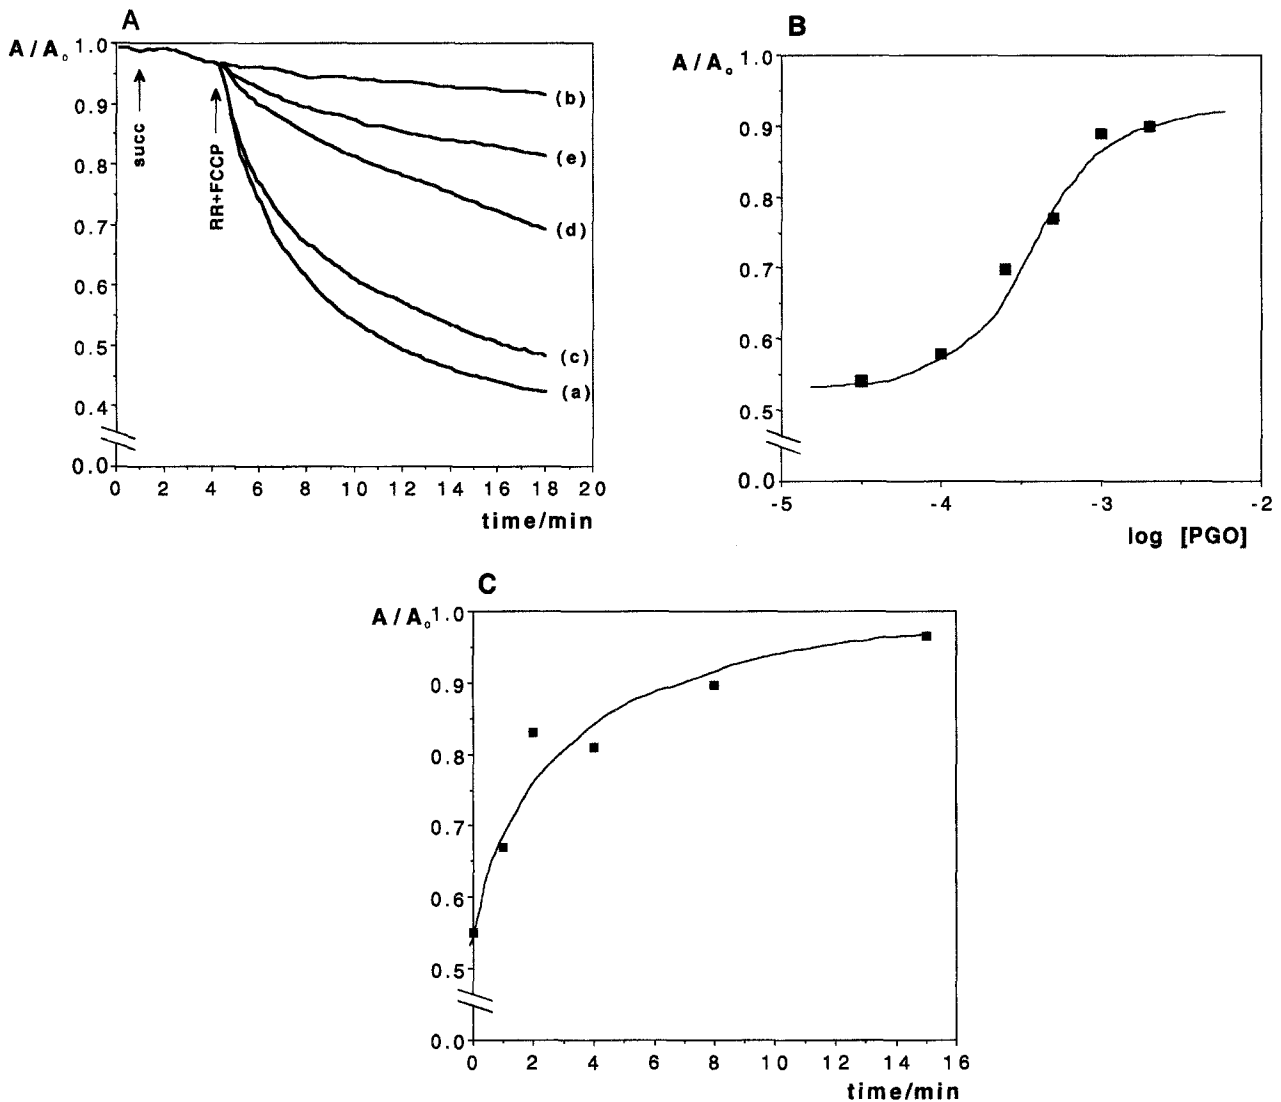 A
A / A₀
1.0
0.9
0.8
0.7
0.6
0.5
0.4
0.0
succ
RR+FCCP
(b)
(e)
(d)
(c)
(a)
0 2 4 6 8 10 12 14 16 18 20
time/min
B
A / A₀
1.0
0.9
0.8
0.7
0.6
0.5
0.0
-5 -4 -3 -2
log [PGO]
C
A / A₀
1.0
0.9
0.8
0.7
0.6
0.5
0.0
0 2 4 6 8 10 12 14 16
time/min